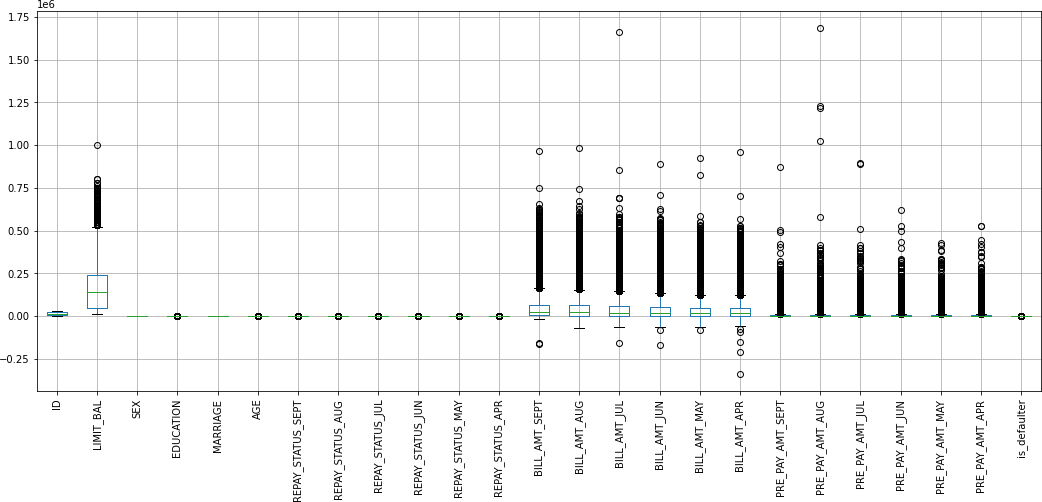 1e6
1.75
1.50
1.25
1.00
0.75
0.50
0.25
0.00
−0.25
ID
LIMIT_BAL
SEX
EDUCATION
MARRIAGE
AGE
REPAY_STATUS_SEPT
REPAY_STATUS_AUG
REPAY_STATUS_JUL
REPAY_STATUS_JUN
REPAY_STATUS_MAY
REPAY_STATUS_APR
BILL_AMT_SEPT
BILL_AMT_AUG
BILL_AMT_JUL
BILL_AMT_JUN
BILL_AMT_MAY
BILL_AMT_APR
PRE_PAY_AMT_SEPT
PRE_PAY_AMT_AUG
PRE_PAY_AMT_JUL
PRE_PAY_AMT_JUN
PRE_PAY_AMT_MAY
PRE_PAY_AMT_APR
is_defaulter